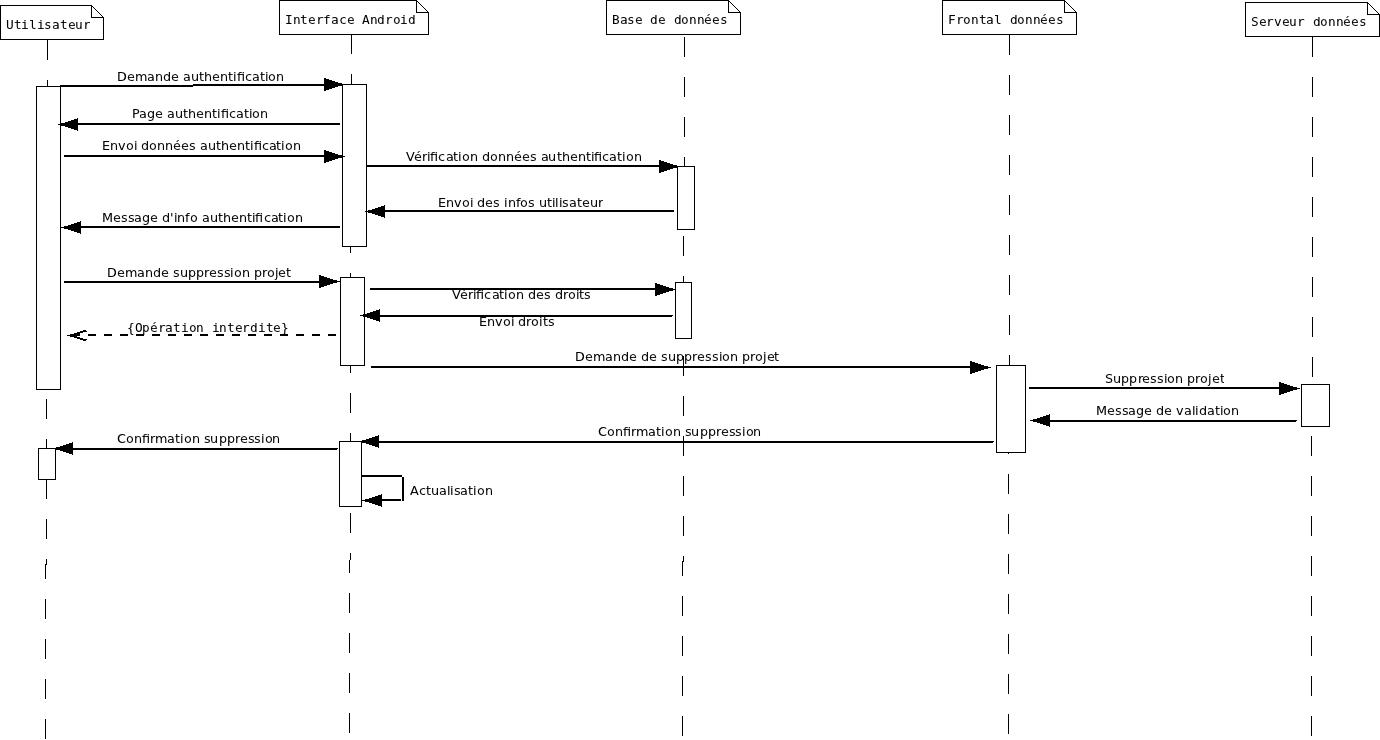 Utilisateur
Interface Android
Base de données
Frontal données
Serveur données
Demande authentification
Page authentification
Envoi données authentification
Vérification données authentification
Envoi des infos utilisateur
Message d'info authentification
Demande suppression projet
Vérification des droits
Envoi droits
{Opération interdite}
Demande de suppression projet
Suppression projet
Message de validation
Confirmation suppression
Confirmation suppression
Actualisation